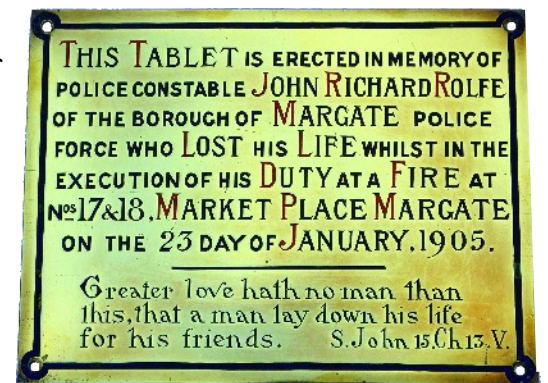 THIS TABLET IS ERECTED IN MEMORY OF
POLICE CONSTABLE JOHN RICHARD ROLFE
OF THE BOROUGH OF MARGATE POLICE
FORCE WHO LOST HIS LIFE WHILST IN THE
EXECUTION OF HIS DUTY AT A FIRE AT
Nos 17 & 18, MARKET PLACE MARGATE
ON THE 23 DAY OF JANUARY, 1905.
Greater love hath no man than
this, that a man lay down his life
for his friends. S. John 15, Ch 13, V.